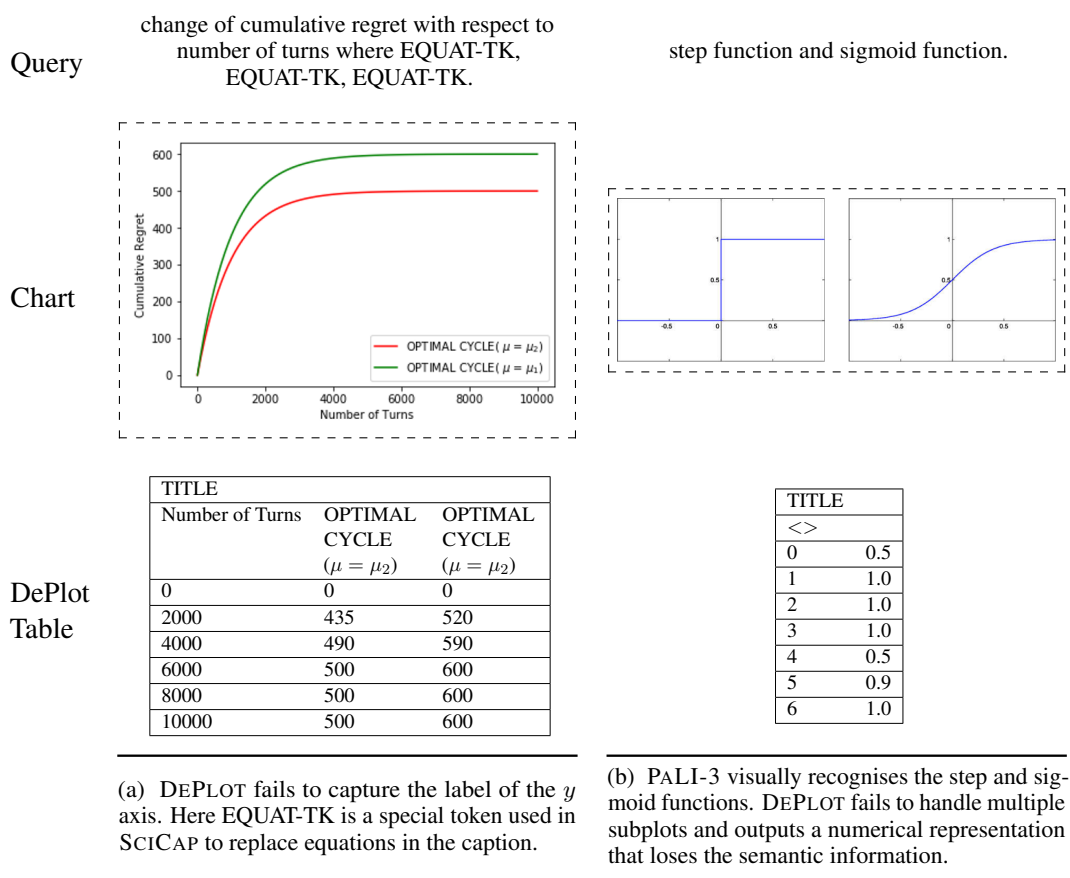 Query
change of cumulative regret with respect to
number of turns where EQUAT-TK,
EQUAT-TK, EQUAT-TK.
step function and sigmoid function.
Chart
600
500
400
300
200
100
0
Cumulative Regret
OPTIMAL CYCLE( μ = μ₂)
OPTIMAL CYCLE( μ = μ₁)
0 2000 4000 6000 8000 10000
Number of Turns
1
0.5
-0.5 0 0.5
1
0.5
-0.5 0 0.5
DePlot
Table
TITLE
Number of Turns OPTIMAL OPTIMAL
CYCLE CYCLE
(μ = μ₂) (μ = μ₂)
0 0 0
2000 435 520
4000 490 590
6000 500 600
8000 500 600
10000 500 600
TITLE
<>
0 0.5
1 1.0
2 1.0
3 1.0
4 0.5
5 0.9
6 1.0
(a) DEPLOT fails to capture the label of the y
axis. Here EQUAT-TK is a special token used in
SCICAP to replace equations in the caption.
(b) PALI-3 visually recognises the step and sig-
moid functions. DEPLOT fails to handle multiple
subplots and outputs a numerical representation
that loses the semantic information.